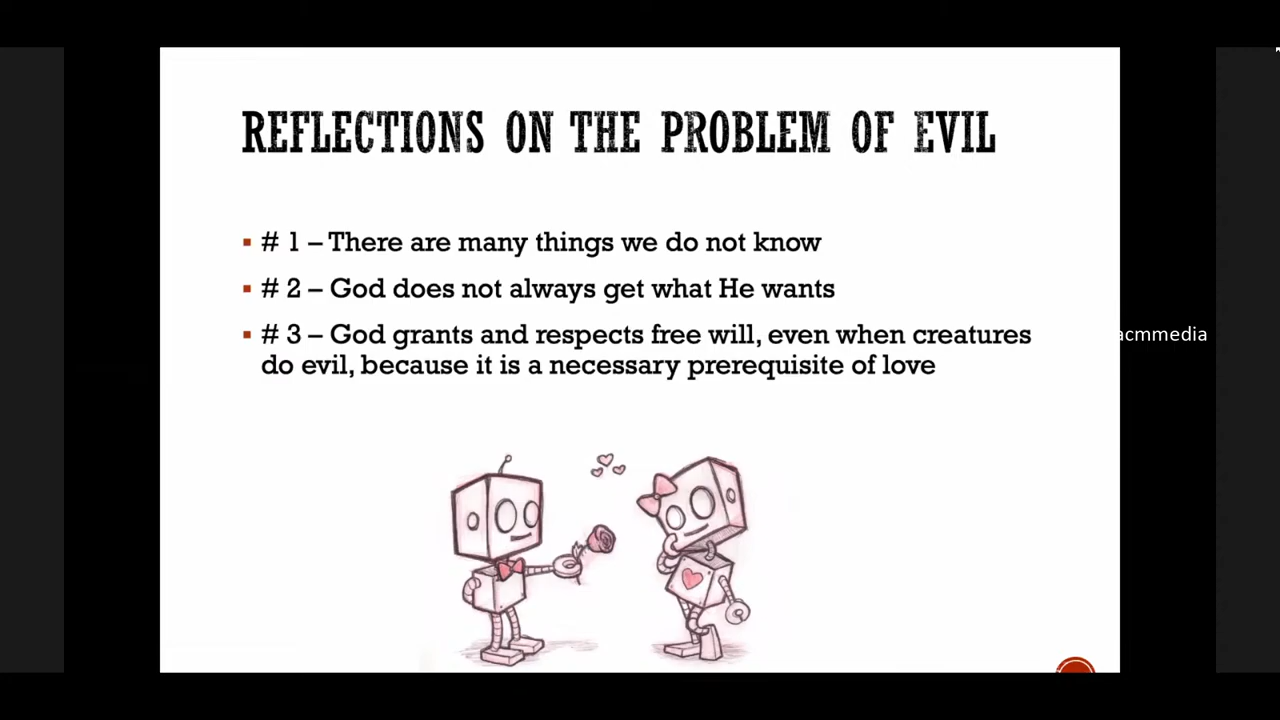 REFLECTIONS ON THE PROBLEM OF EVIL
▪ # 1 – There are many things we do not know
▪ # 2 – God does not always get what He wants
▪ # 3 – God grants and respects free will, even when creatures
do evil, because it is a necessary prerequisite of love
acmmedia